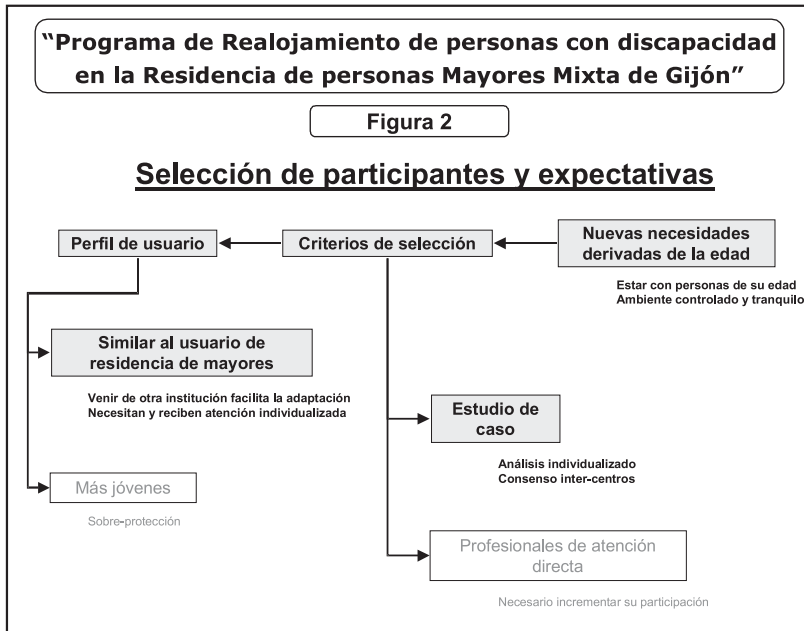 “Programa de Realojamiento de personas con discapacidad
en la Residencia de personas Mayores Mixta de Gijón”
Figura 2
Selección de participantes y expectativas
Perfil de usuario
Criterios de selección
Nuevas necesidades
derivadas de la edad
Estar con personas de su edad
Ambiente controlado y tranquilo
Similar al usuario de
residencia de mayores
Venir de otra institución facilita la adaptación
Necesitan y reciben atención individualizada
Estudio de
caso
Análisis individualizado
Consenso inter-centros
Más jóvenes
Sobre-protección
Profesionales de atención
directa
Necesario incrementar su participación